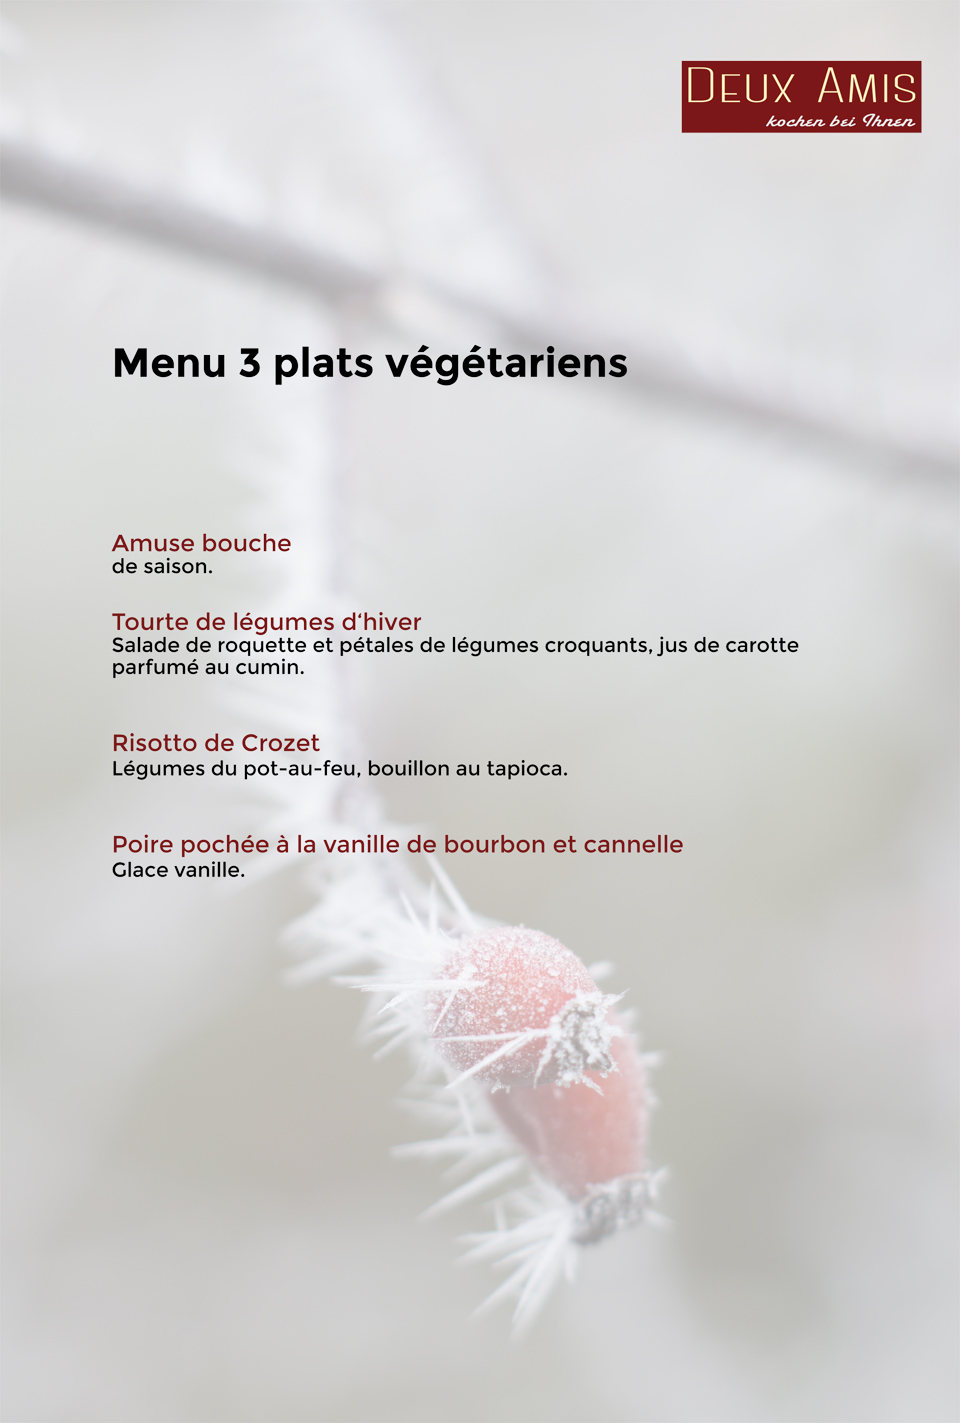 DEUX AMIS
kochen bei Ihnen
Menu 3 plats végétariens
Amuse bouche
de saison.
Tourte de légumes d‘hiver
Salade de roquette et pétales de légumes croquants, jus de carotte
parfumé au cumin.
Risotto de Crozet
Légumes du pot-au-feu, bouillon au tapioca.
Poire pochée à la vanille de bourbon et cannelle
Glace vanille.